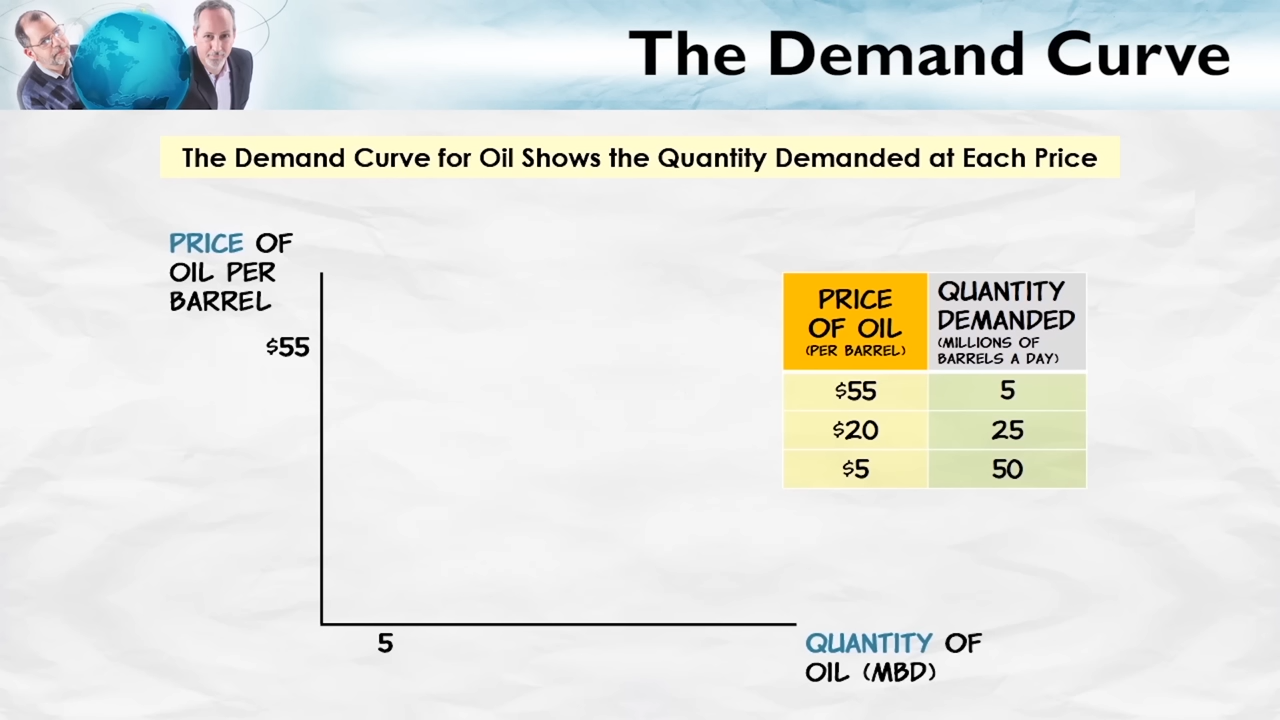 The Demand Curve
The Demand Curve for Oil Shows the Quantity Demanded at Each Price
PRICE OF
OIL PER
BARREL
$55
5
QUANTITY OF
OIL (MBD)
PRICE
OF OIL
(PER BARREL)
QUANTITY
DEMANDED
(MILLIONS OF
BARRELS A DAY)
$55 5
$20 25
$5 50